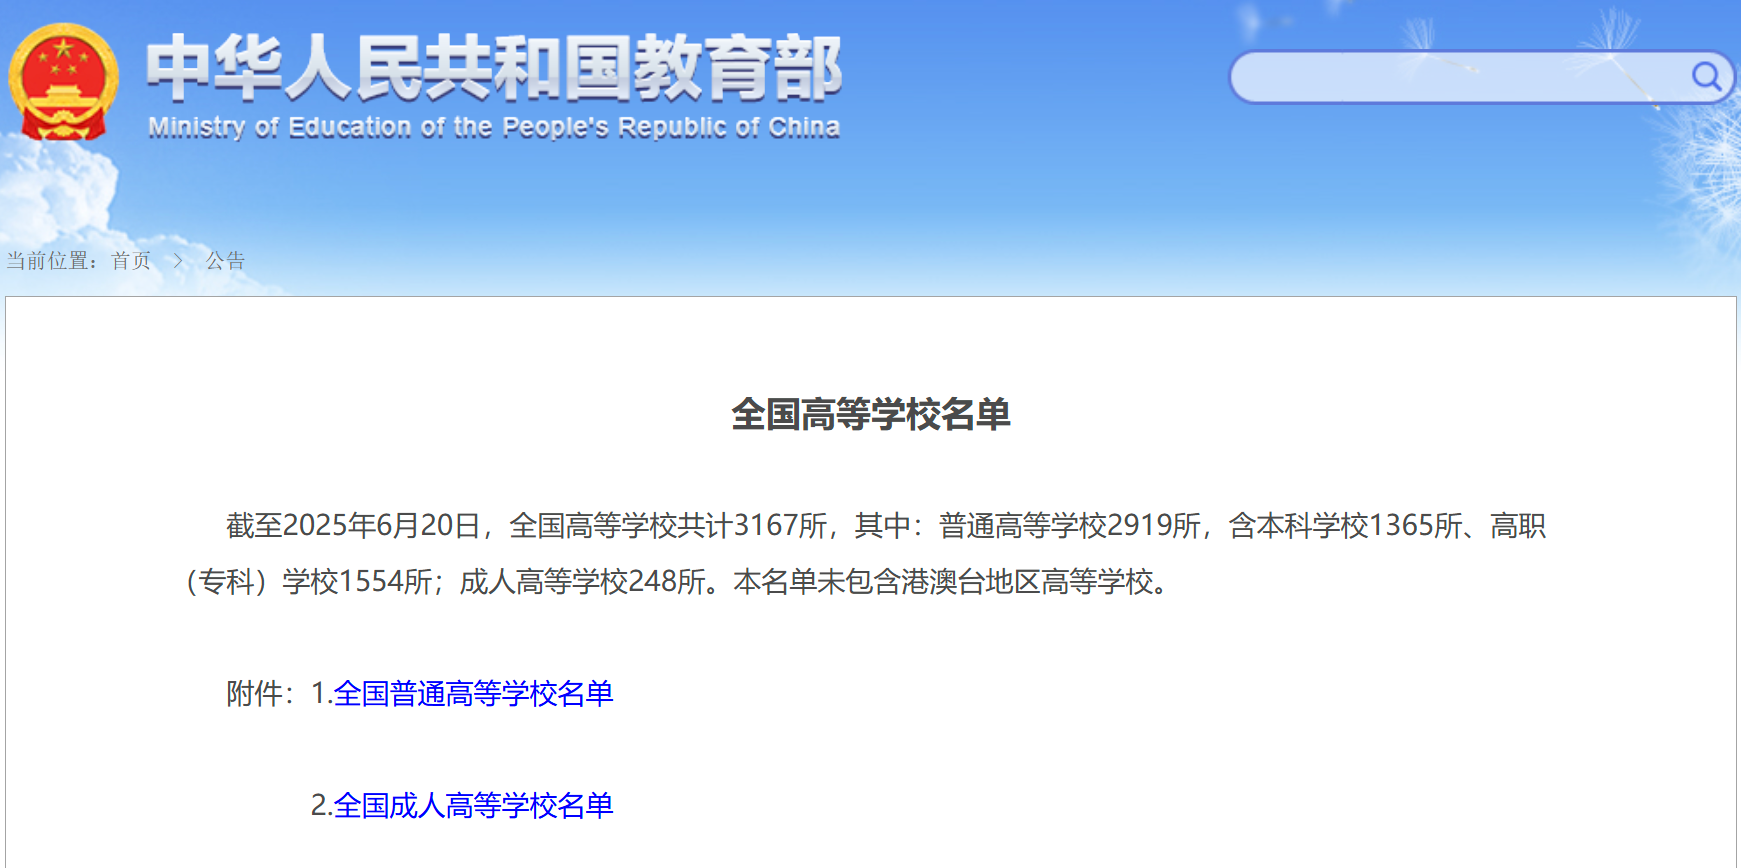 中华人民共和国教育部
Ministry of Education of the People's Republic of China
当前位置：首页 > 公告
全国高等学校名单
截至2025年6月20日，全国高等学校共计3167所，其中：普通高等学校2919所，含本科学校1365所、高职
（专科）学校1554所；成人高等学校248所。本名单未包含港澳台地区高等学校。
附件：1.全国普通高等学校名单
2.全国成人高等学校名单